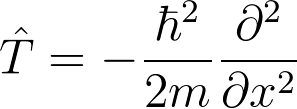 T̂ = −ħ²/2m ∂²/∂x²